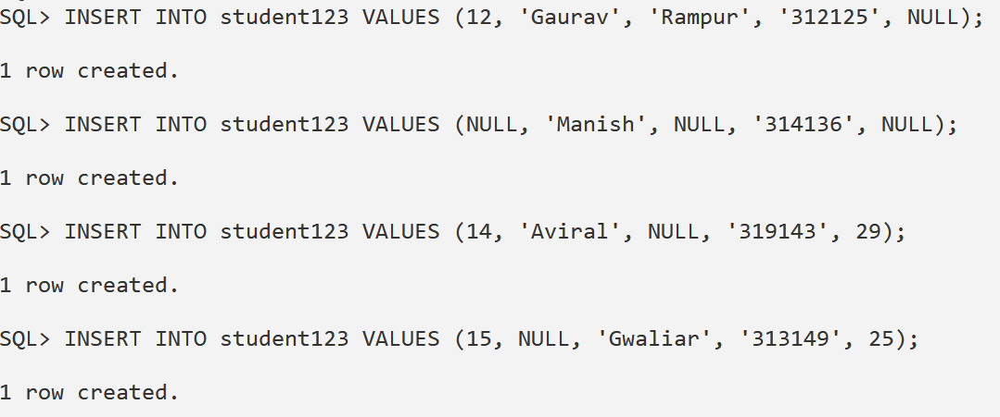 SQL> INSERT INTO student123 VALUES (12, 'Gaurav', 'Rampur', '312125', NULL);
1 row created.
SQL> INSERT INTO student123 VALUES (NULL, 'Manish', NULL, '314136', NULL);
1 row created.
SQL> INSERT INTO student123 VALUES (14, 'Aviral', NULL, '319143', 29);
1 row created.
SQL> INSERT INTO student123 VALUES (15, NULL, 'Gwaliar', '313149', 25);
1 row created.